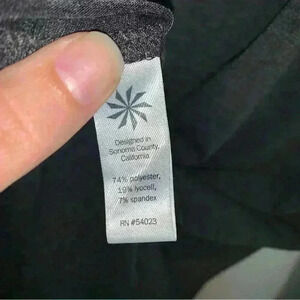 Designed in
Sonoma County,
California
74% polyester,
19% lyocell,
7% spandex
RN #54023